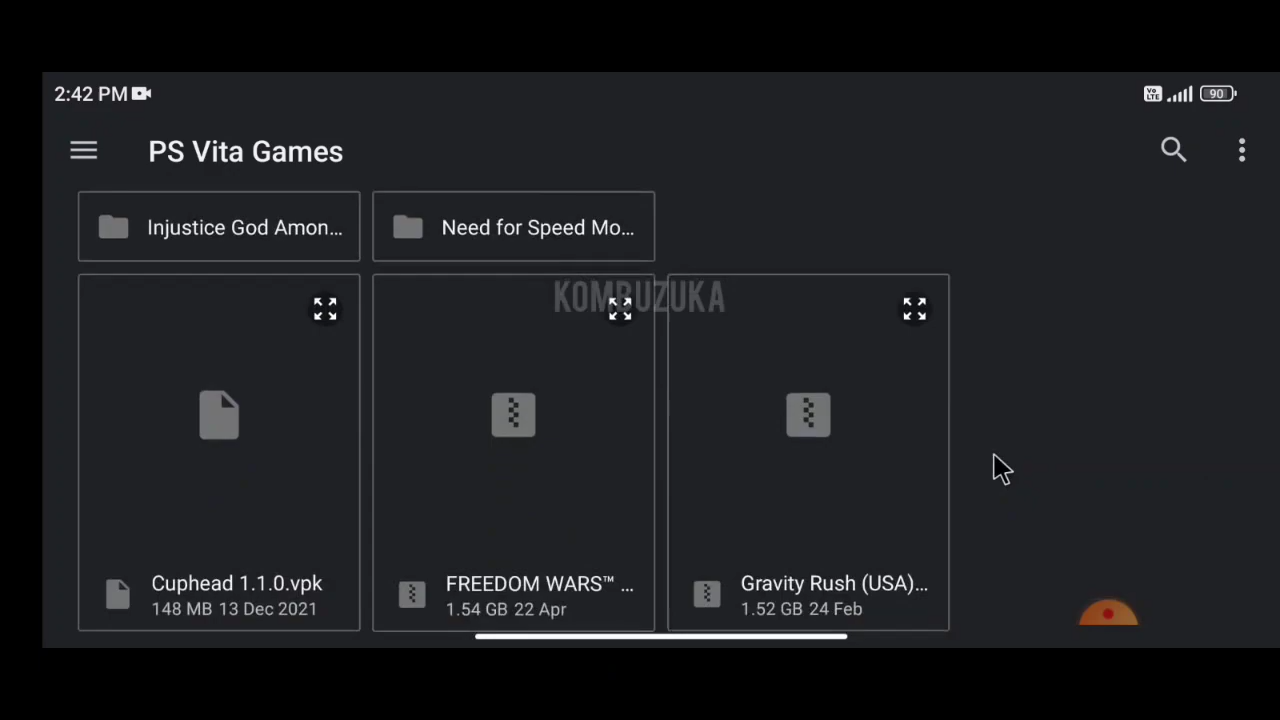 2:42 PM
Vo LTE
90
PS Vita Games
Injustice God Amon...
Need for Speed Mo...
KOMBUZUKA
Cuphead 1.1.0.vpk
148 MB 13 Dec 2021
FREEDOM WARS™ ...
1.54 GB 22 Apr
Gravity Rush (USA)...
1.52 GB 24 Feb